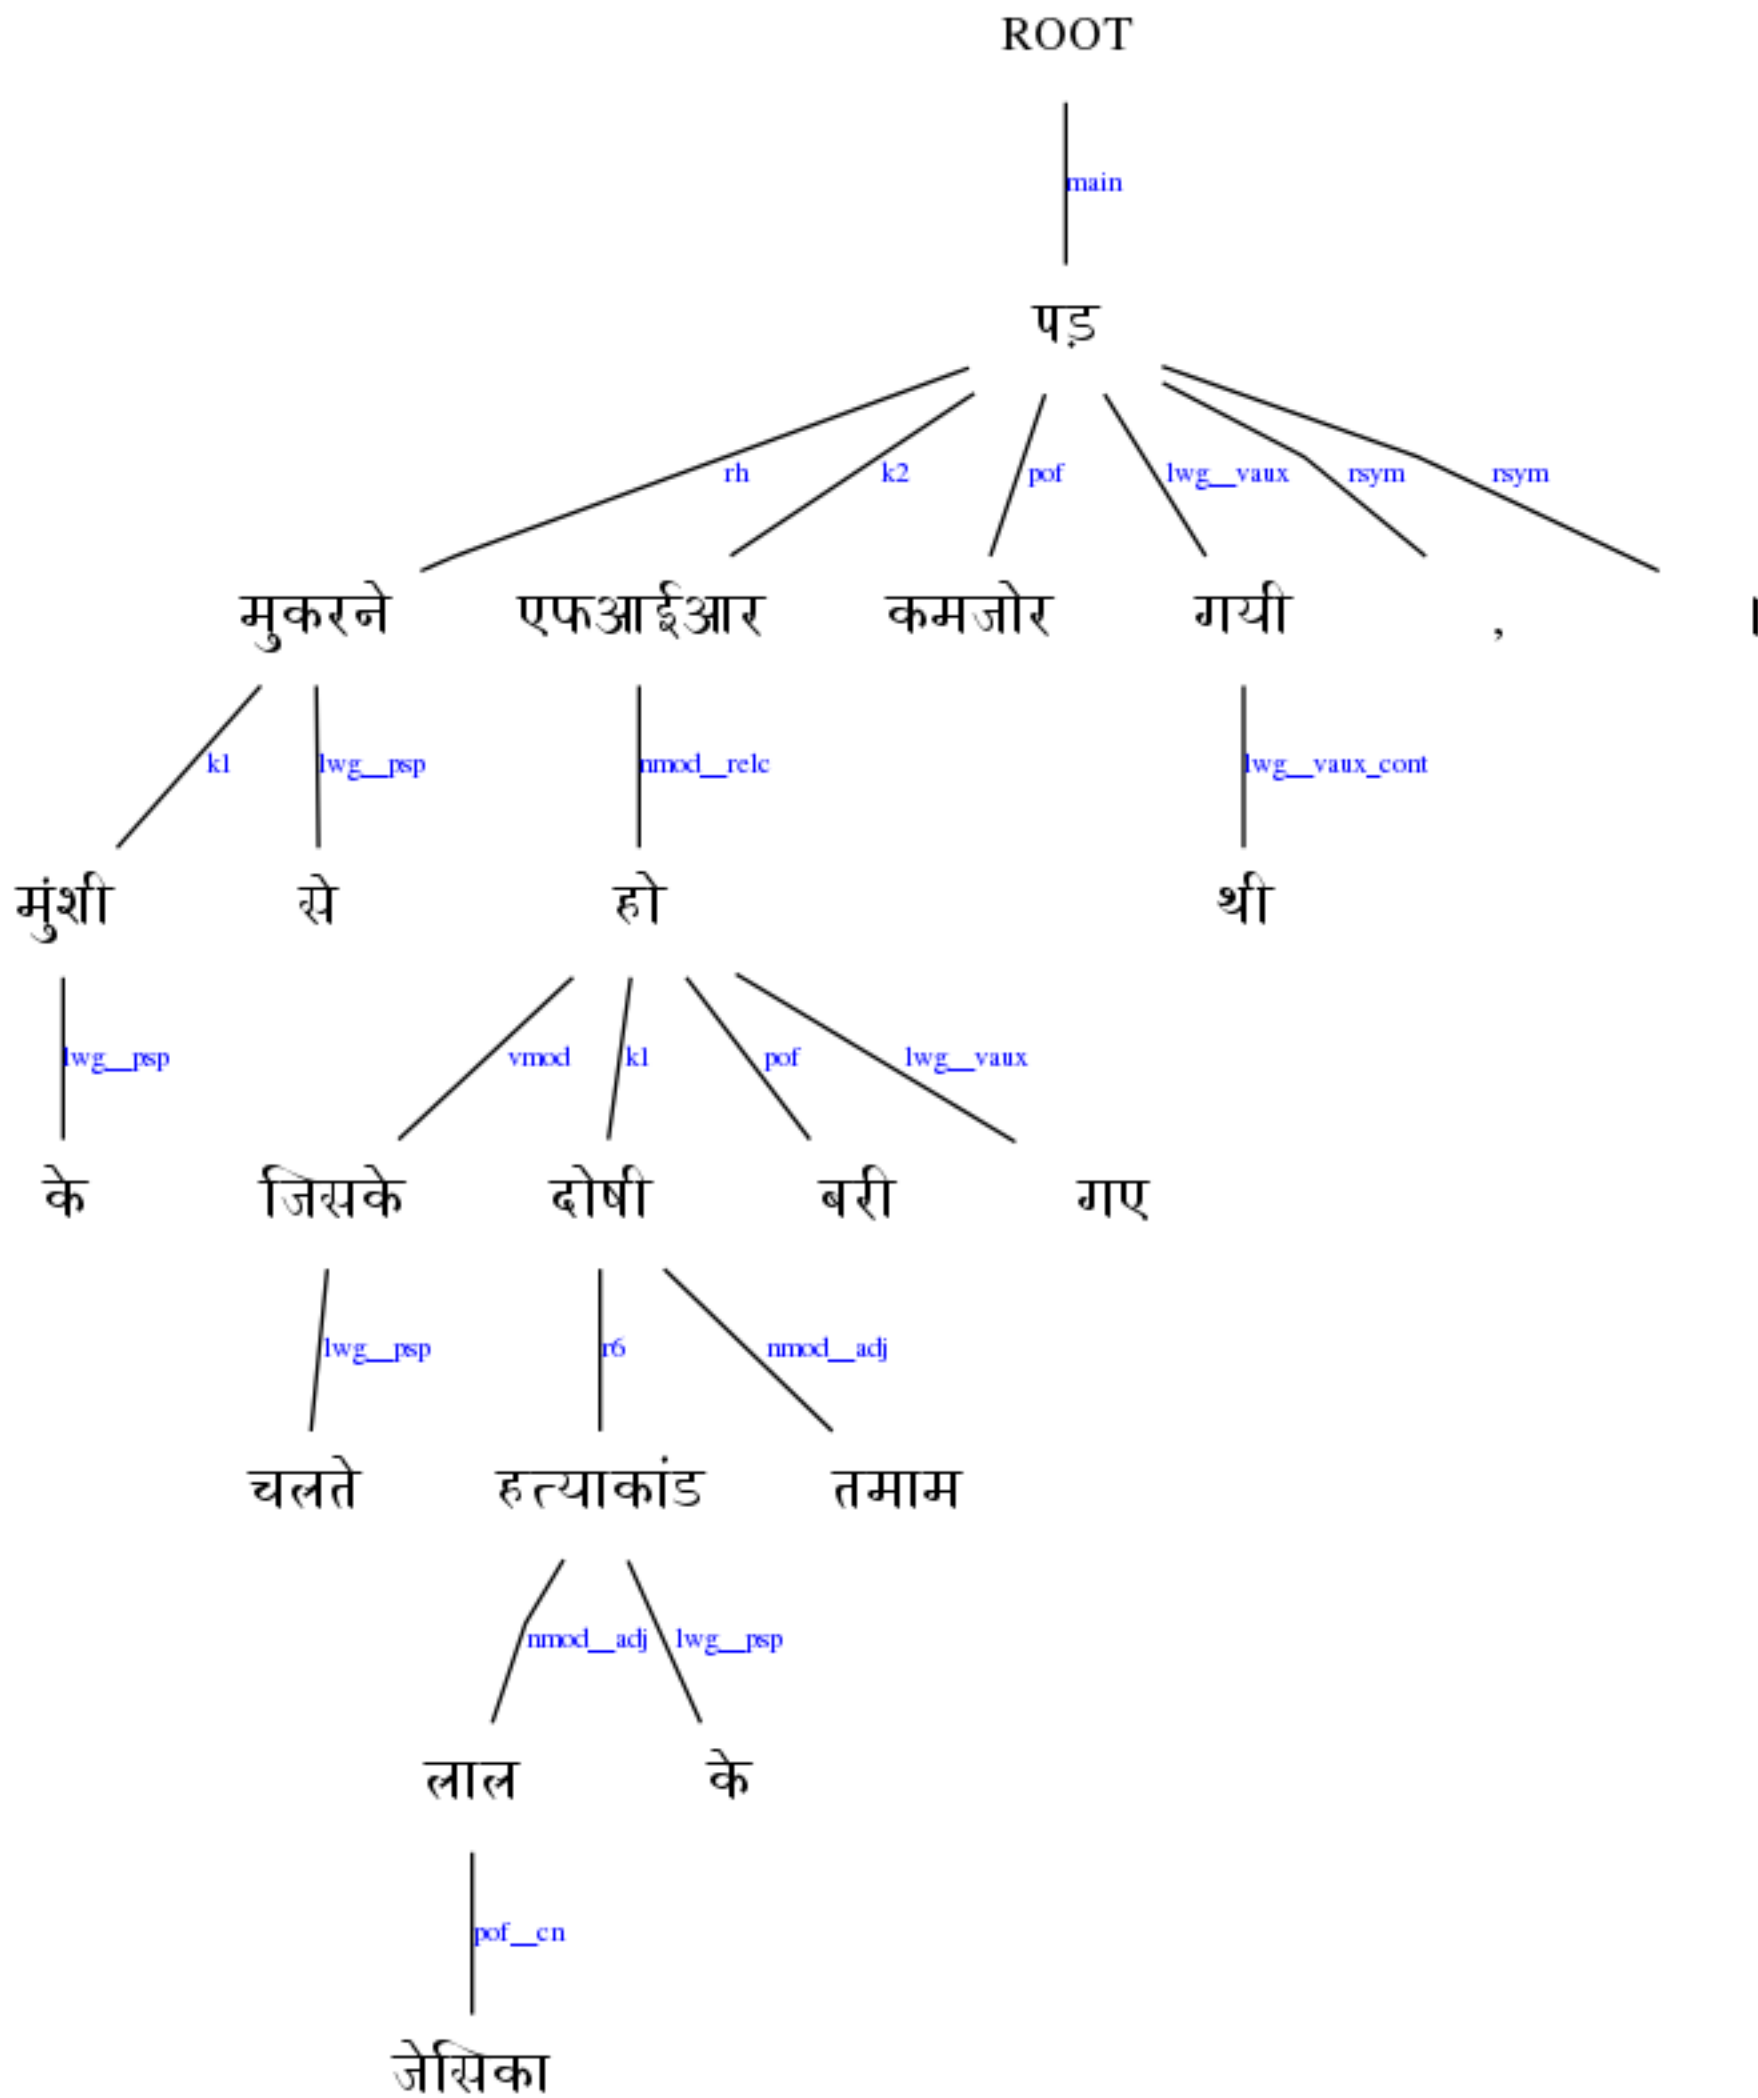 ROOT
main
पड़
rh k2 pof lwg__vaux rsym rsym
मुकरने एफआईआर कमजोर गयी , ।
k1 lwg__psp nmod__relc lwg__vaux_cont
मुंशी से हो थी
lwg__psp vmod k1 pof lwg__vaux
के जिसके दोषी बरी गए
lwg__psp r6 nmod__adj
चलते हत्याकांड तमाम
nmod__adj lwg__psp
लाल के
pof__cn
जेसिका